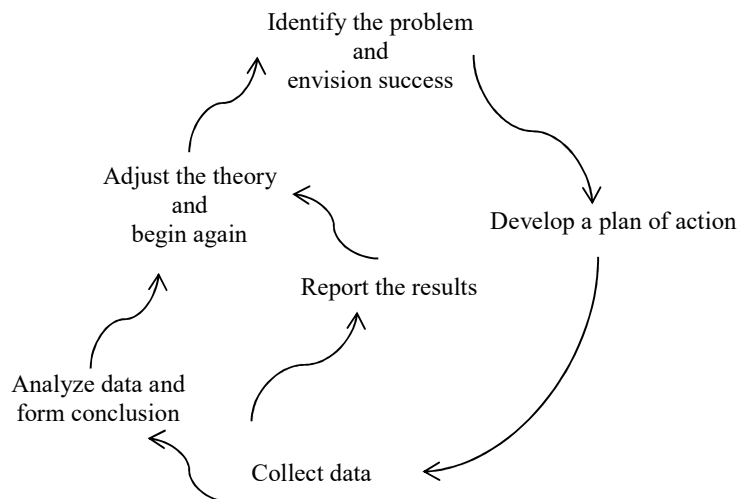 Identify the problem
and
envision success
Adjust the theory
and
begin again
Develop a plan of action
Report the results
Analyze data and
form conclusion
Collect data